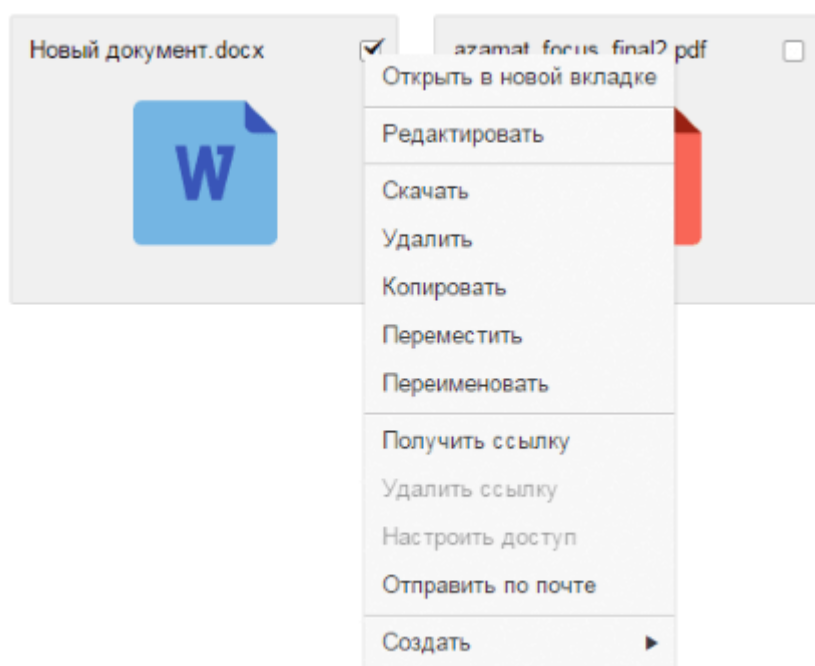 Новый документ.docx
azamat_focus_final2.pdf
W
Открыть в новой вкладке
Редактировать
Скачать
Удалить
Копировать
Переместить
Переименовать
Получить ссылку
Удалить ссылку
Настроить доступ
Отправить по почте
Создать